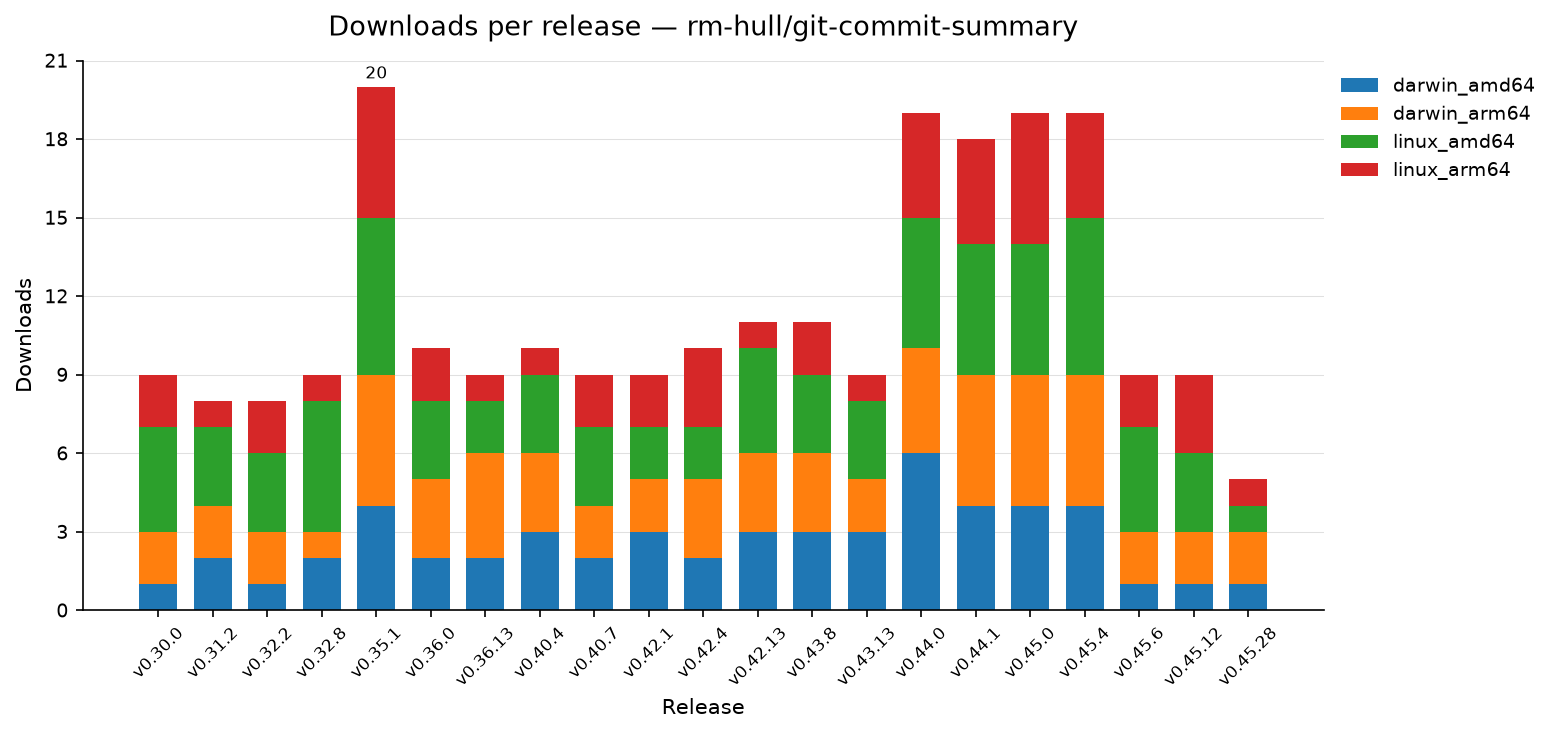 Downloads per release — rm-hull/git-commit-summary
21
18
15
12
9
6
3
0
Downloads
20
darwin_amd64
darwin_arm64
linux_amd64
linux_arm64
v0.30.0
v0.31.2
v0.32.2
v0.32.8
v0.35.1
v0.36.0
v0.36.13
v0.40.4
v0.40.7
v0.42.1
v0.42.4
v0.42.13
v0.43.8
v0.43.13
v0.44.0
v0.44.1
v0.45.0
v0.45.4
v0.45.6
v0.45.12
v0.45.28
Release